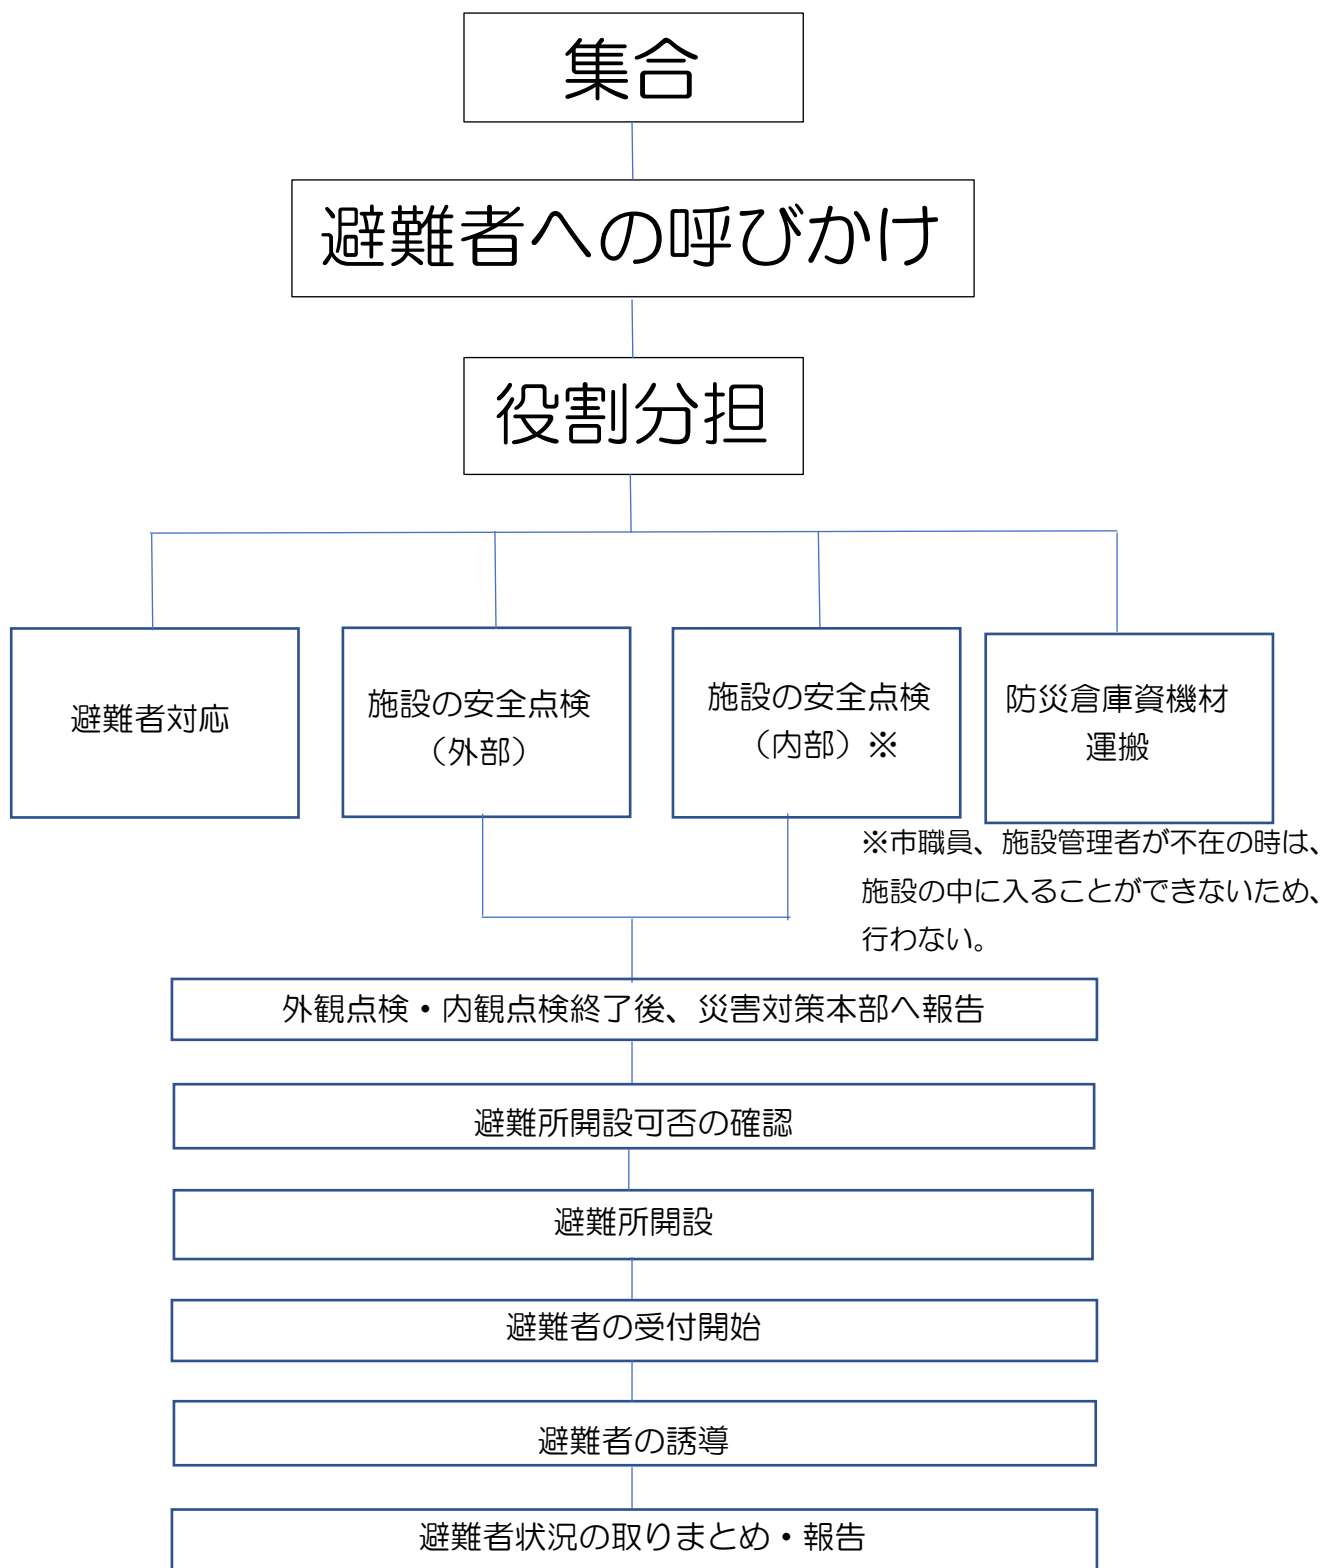 集合
避難者への呼びかけ
役割分担
避難者対応
施設の安全点検
（外部）
施設の安全点検
（内部）※
防災倉庫資機材
運搬
※市職員、施設管理者が不在の時は、
施設の中に入ることができないため、
行わない。
外観点検・内観点検終了後、災害対策本部へ報告
避難所開設可否の確認
避難所開設
避難者の受付開始
避難者の誘導
避難者状況の取りまとめ・報告